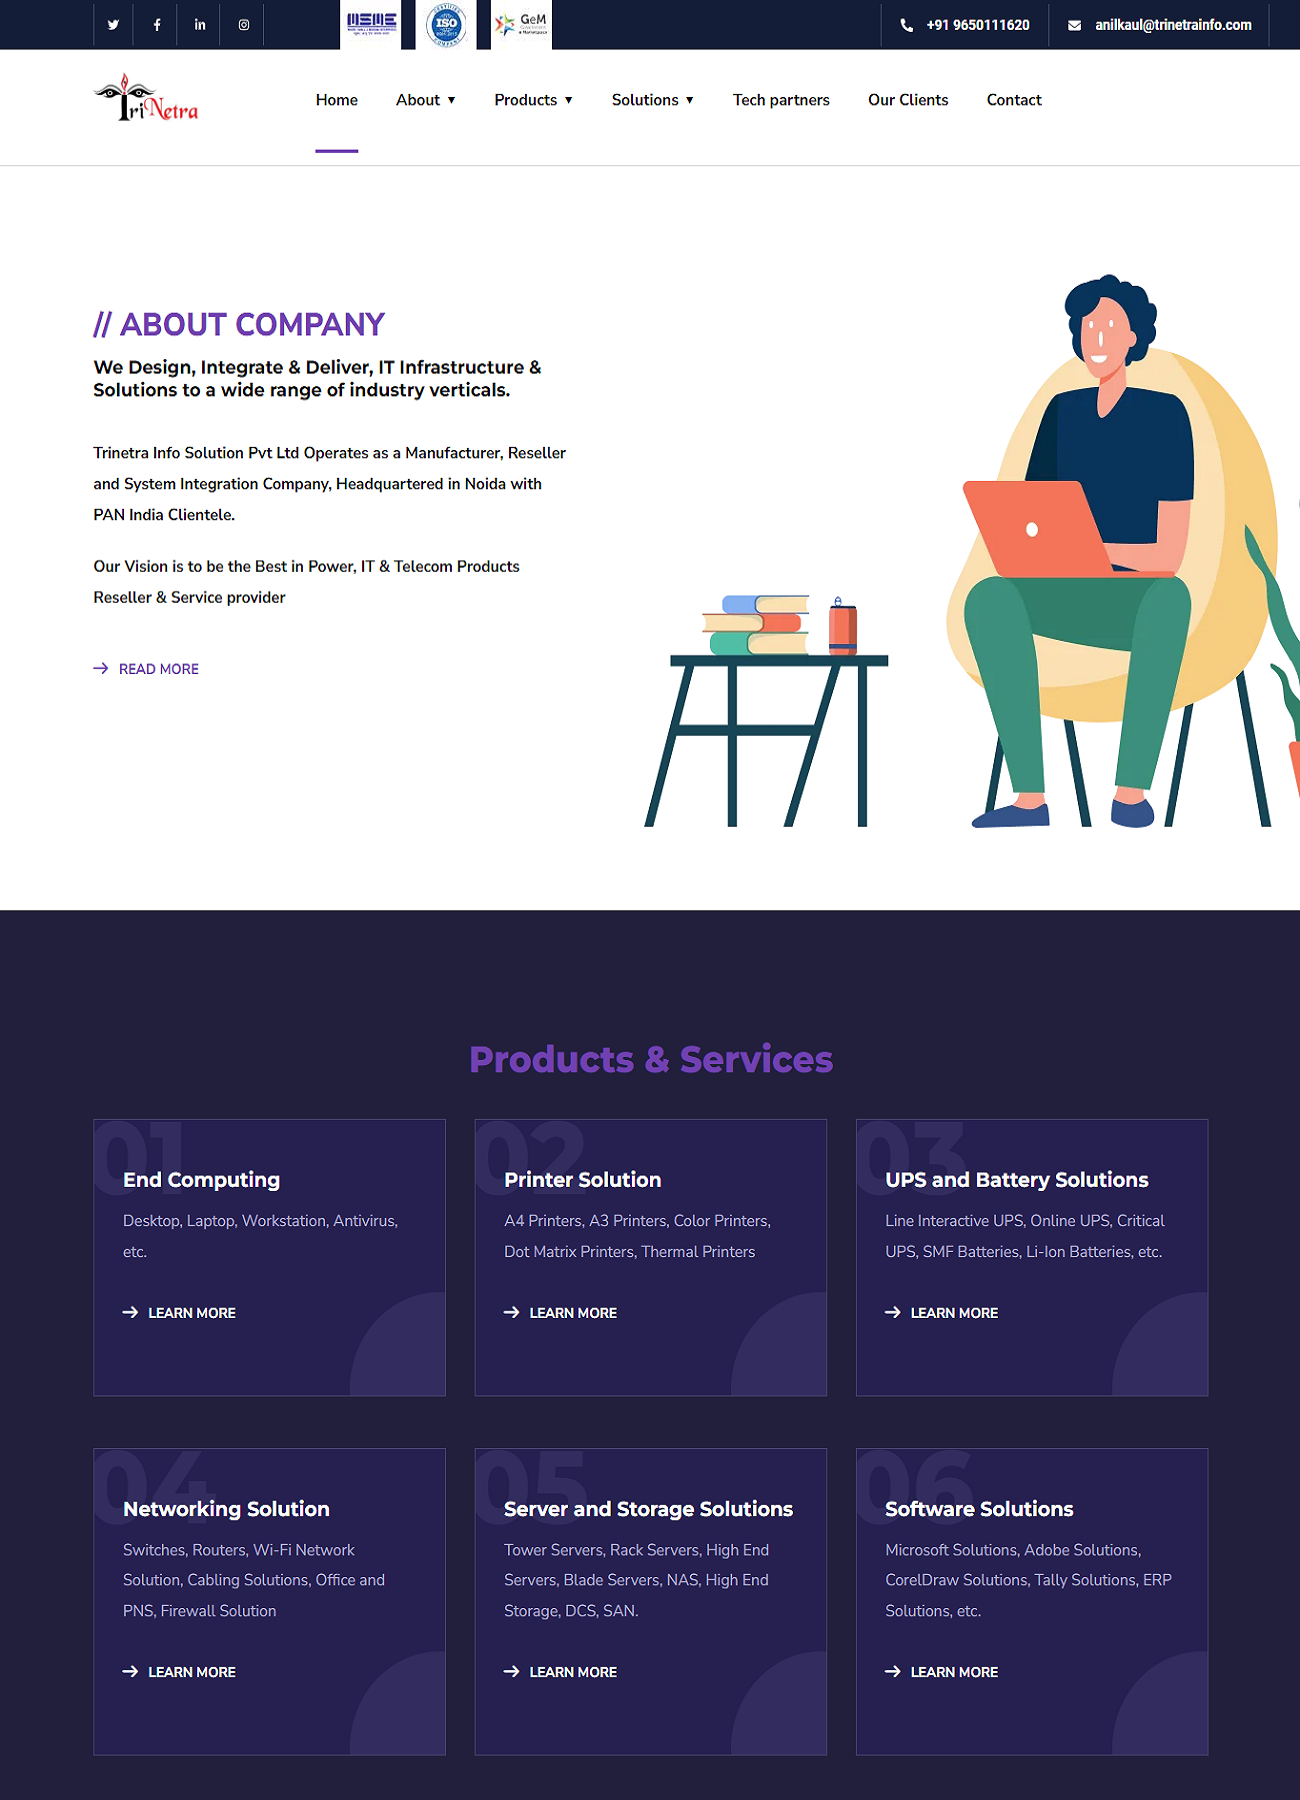 MSME
ISO
GeM
+91 9650111620
anilkaul@trinetrainfo.com
TriNetra
Home
About ▼
Products ▼
Solutions ▼
Tech partners
Our Clients
Contact
// ABOUT COMPANY
We Design, Integrate & Deliver, IT Infrastructure &
Solutions to a wide range of industry verticals.
Trinetra Info Solution Pvt Ltd Operates as a Manufacturer, Reseller
and System Integration Company, Headquartered in Noida with
PAN India Clientele.
Our Vision is to be the Best in Power, IT & Telecom Products
Reseller & Service provider
→ READ MORE
Products & Services
01
End Computing
Desktop, Laptop, Workstation, Antivirus,
etc.
→ LEARN MORE
02
Printer Solution
A4 Printers, A3 Printers, Color Printers,
Dot Matrix Printers, Thermal Printers
→ LEARN MORE
03
UPS and Battery Solutions
Line Interactive UPS, Online UPS, Critical
UPS, SMF Batteries, Li-Ion Batteries, etc.
→ LEARN MORE
04
Networking Solution
Switches, Routers, Wi-Fi Network
Solution, Cabling Solutions, Office and
PNS, Firewall Solution
→ LEARN MORE
05
Server and Storage Solutions
Tower Servers, Rack Servers, High End
Servers, Blade Servers, NAS, High End
Storage, DCS, SAN.
→ LEARN MORE
06
Software Solutions
Microsoft Solutions, Adobe Solutions,
CorelDraw Solutions, Tally Solutions, ERP
Solutions, etc.
→ LEARN MORE